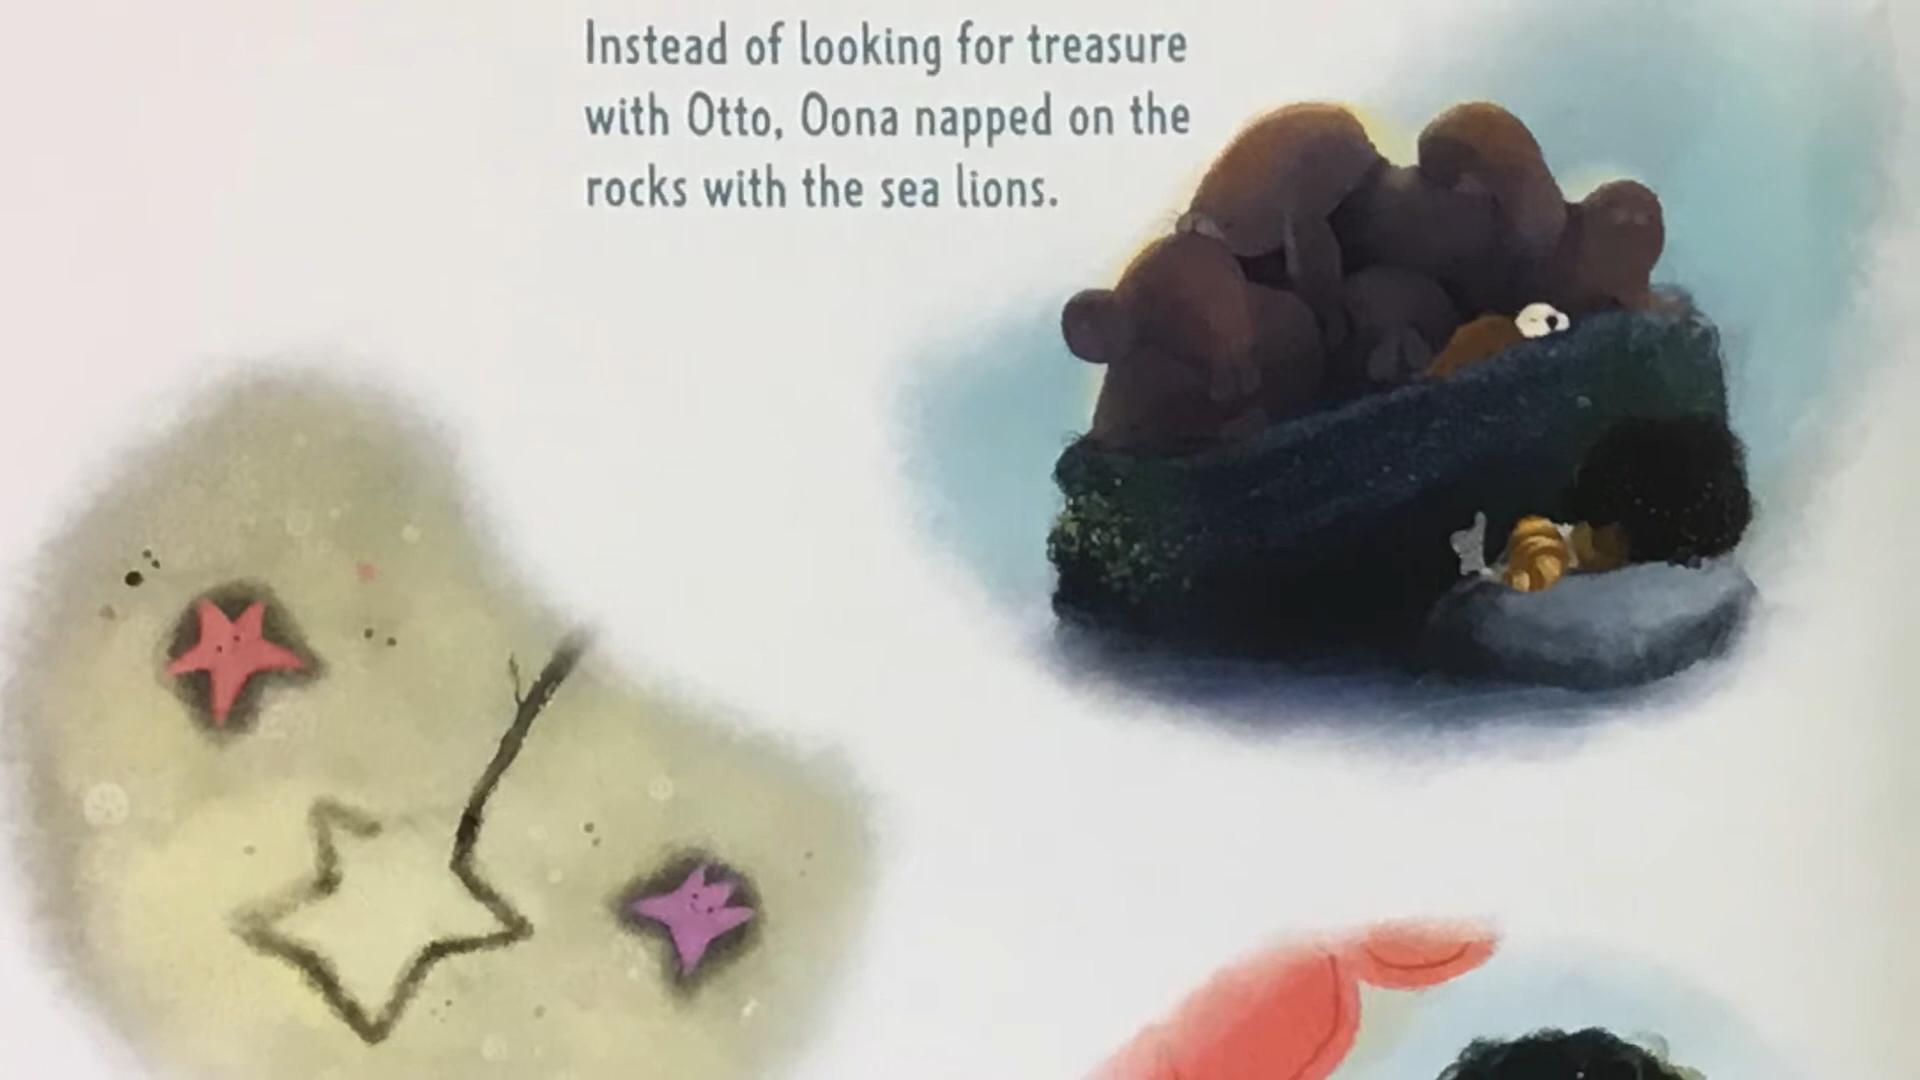 Instead of looking for treasure
with Otto, Oona napped on the
rocks with the sea lions.